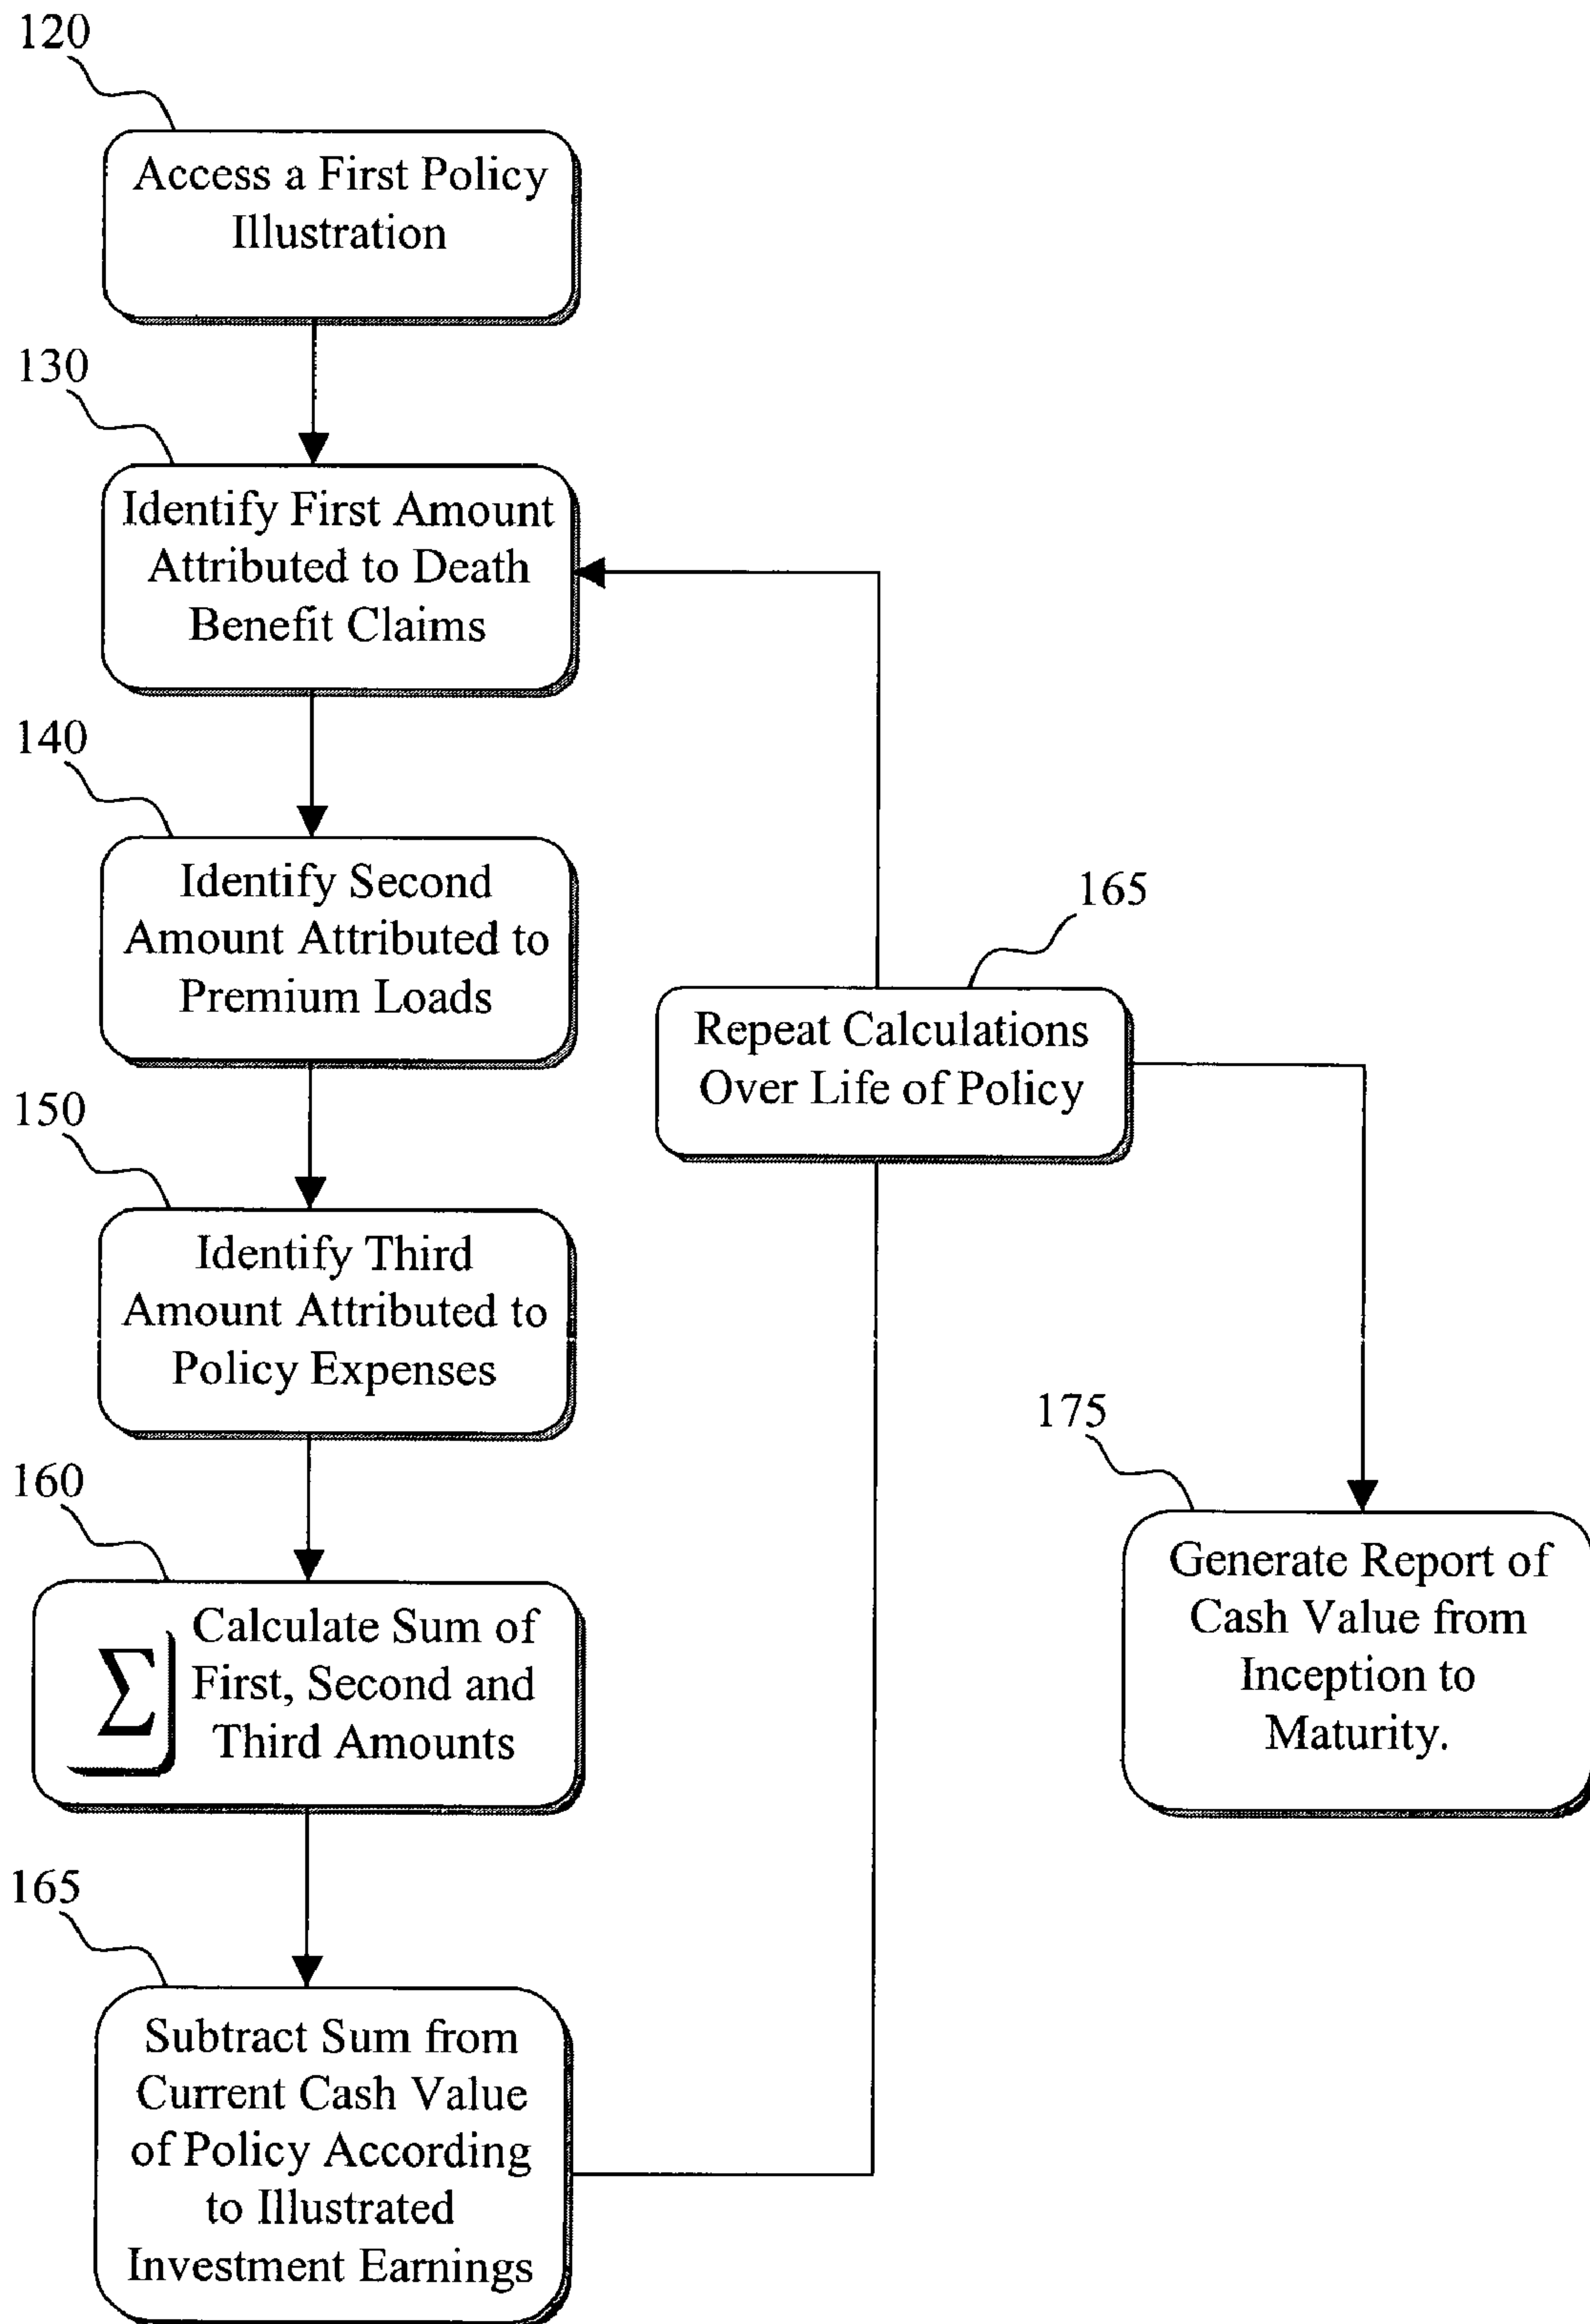 120
Access a First Policy
Illustration
130
Identify First Amount
Attributed to Death
Benefit Claims
140
Identify Second
Amount Attributed to
Premium Loads
150
Identify Third
Amount Attributed to
Policy Expenses
160
∑
Calculate Sum of
First, Second and
Third Amounts
165
Subtract Sum from
Current Cash Value
of Policy According
to Illustrated
Investment Earnings
165
Repeat Calculations
Over Life of Policy
175
Generate Report of
Cash Value from
Inception to
Maturity.